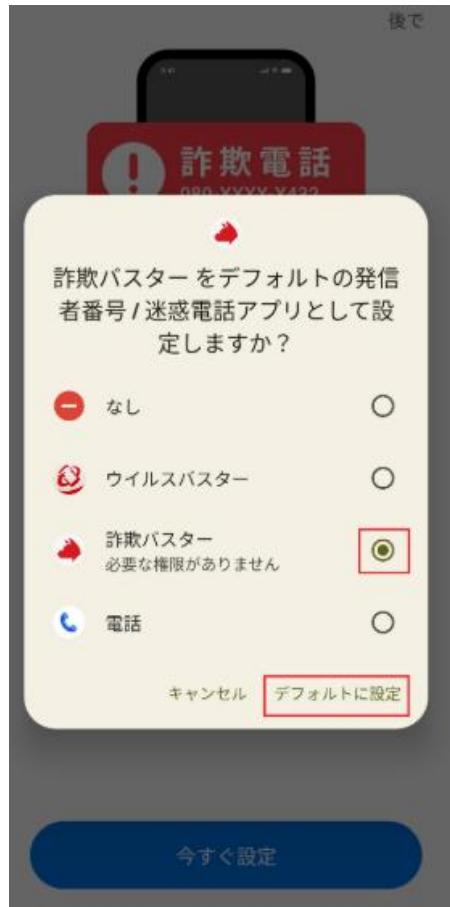 後で
詐欺電話
080-XXXX-X432
詐欺バスター をデフォルトの発信
者番号 / 迷惑電話アプリとして設
定しますか？
なし
ウイルスバスター
詐欺バスター
必要な権限がありません
電話
キャンセル デフォルトに設定
今すぐ設定